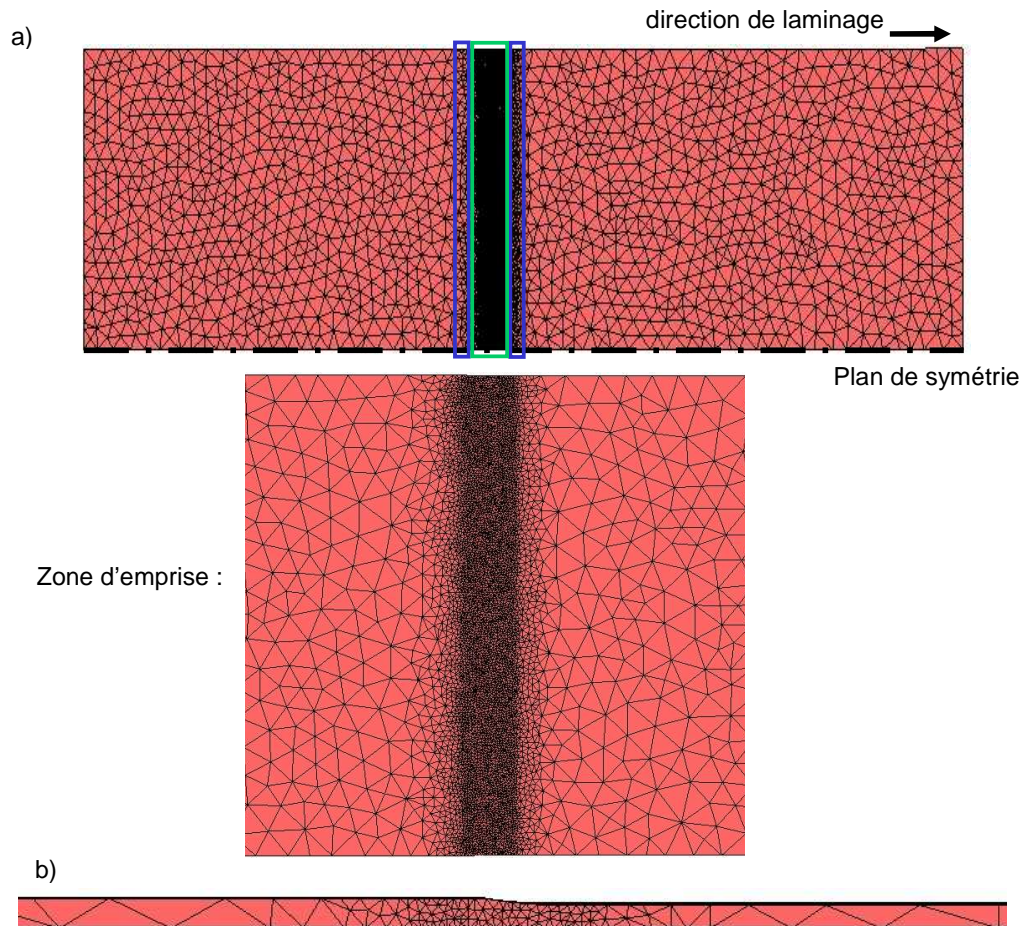 direction de laminage
a)
Plan de symétrie
Zone d'emprise :
b)